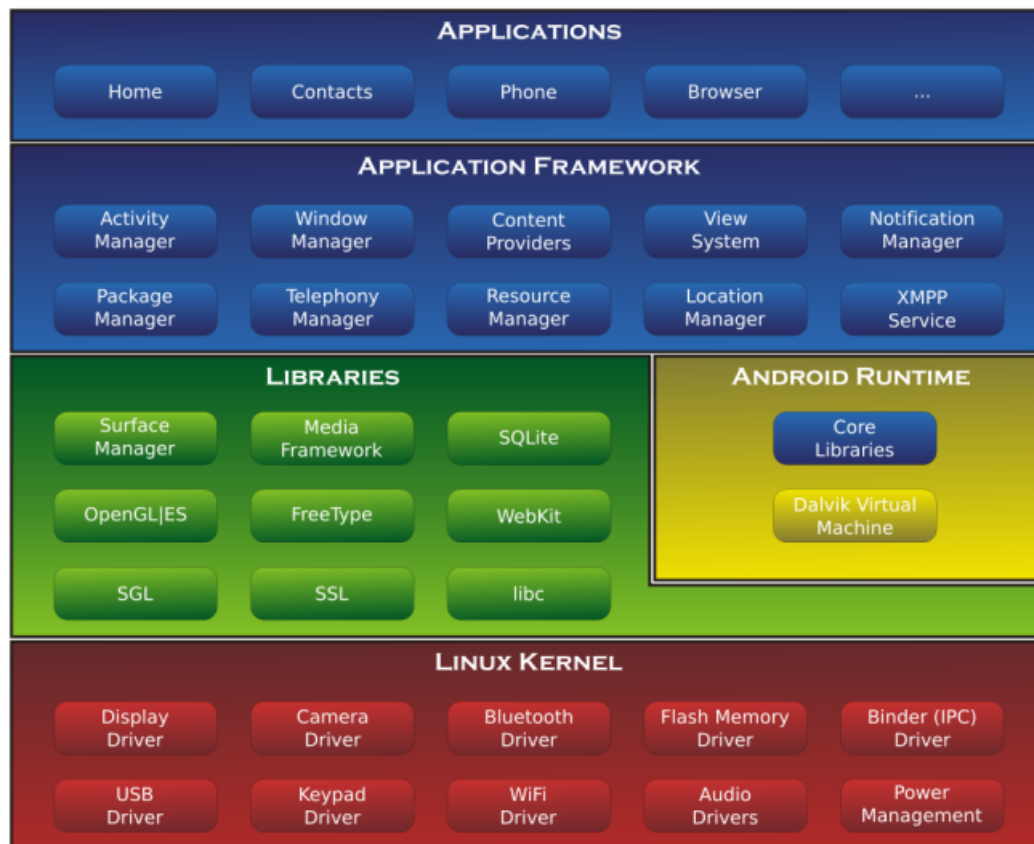 APPLICATIONS
Home
Contacts
Phone
Browser
...
APPLICATION FRAMEWORK
Activity
Manager
Window
Manager
Content
Providers
View
System
Notification
Manager
Package
Manager
Telephony
Manager
Resource
Manager
Location
Manager
XMPP
Service
LIBRARIES
Surface
Manager
Media
Framework
SQLite
OpenGL|ES
FreeType
WebKit
SGL
SSL
libc
ANDROID RUNTIME
Core
Libraries
Dalvik Virtual
Machine
LINUX KERNEL
Display
Driver
Camera
Driver
Bluetooth
Driver
Flash Memory
Driver
Binder (IPC)
Driver
USB
Driver
Keypad
Driver
WiFi
Driver
Audio
Drivers
Power
Management